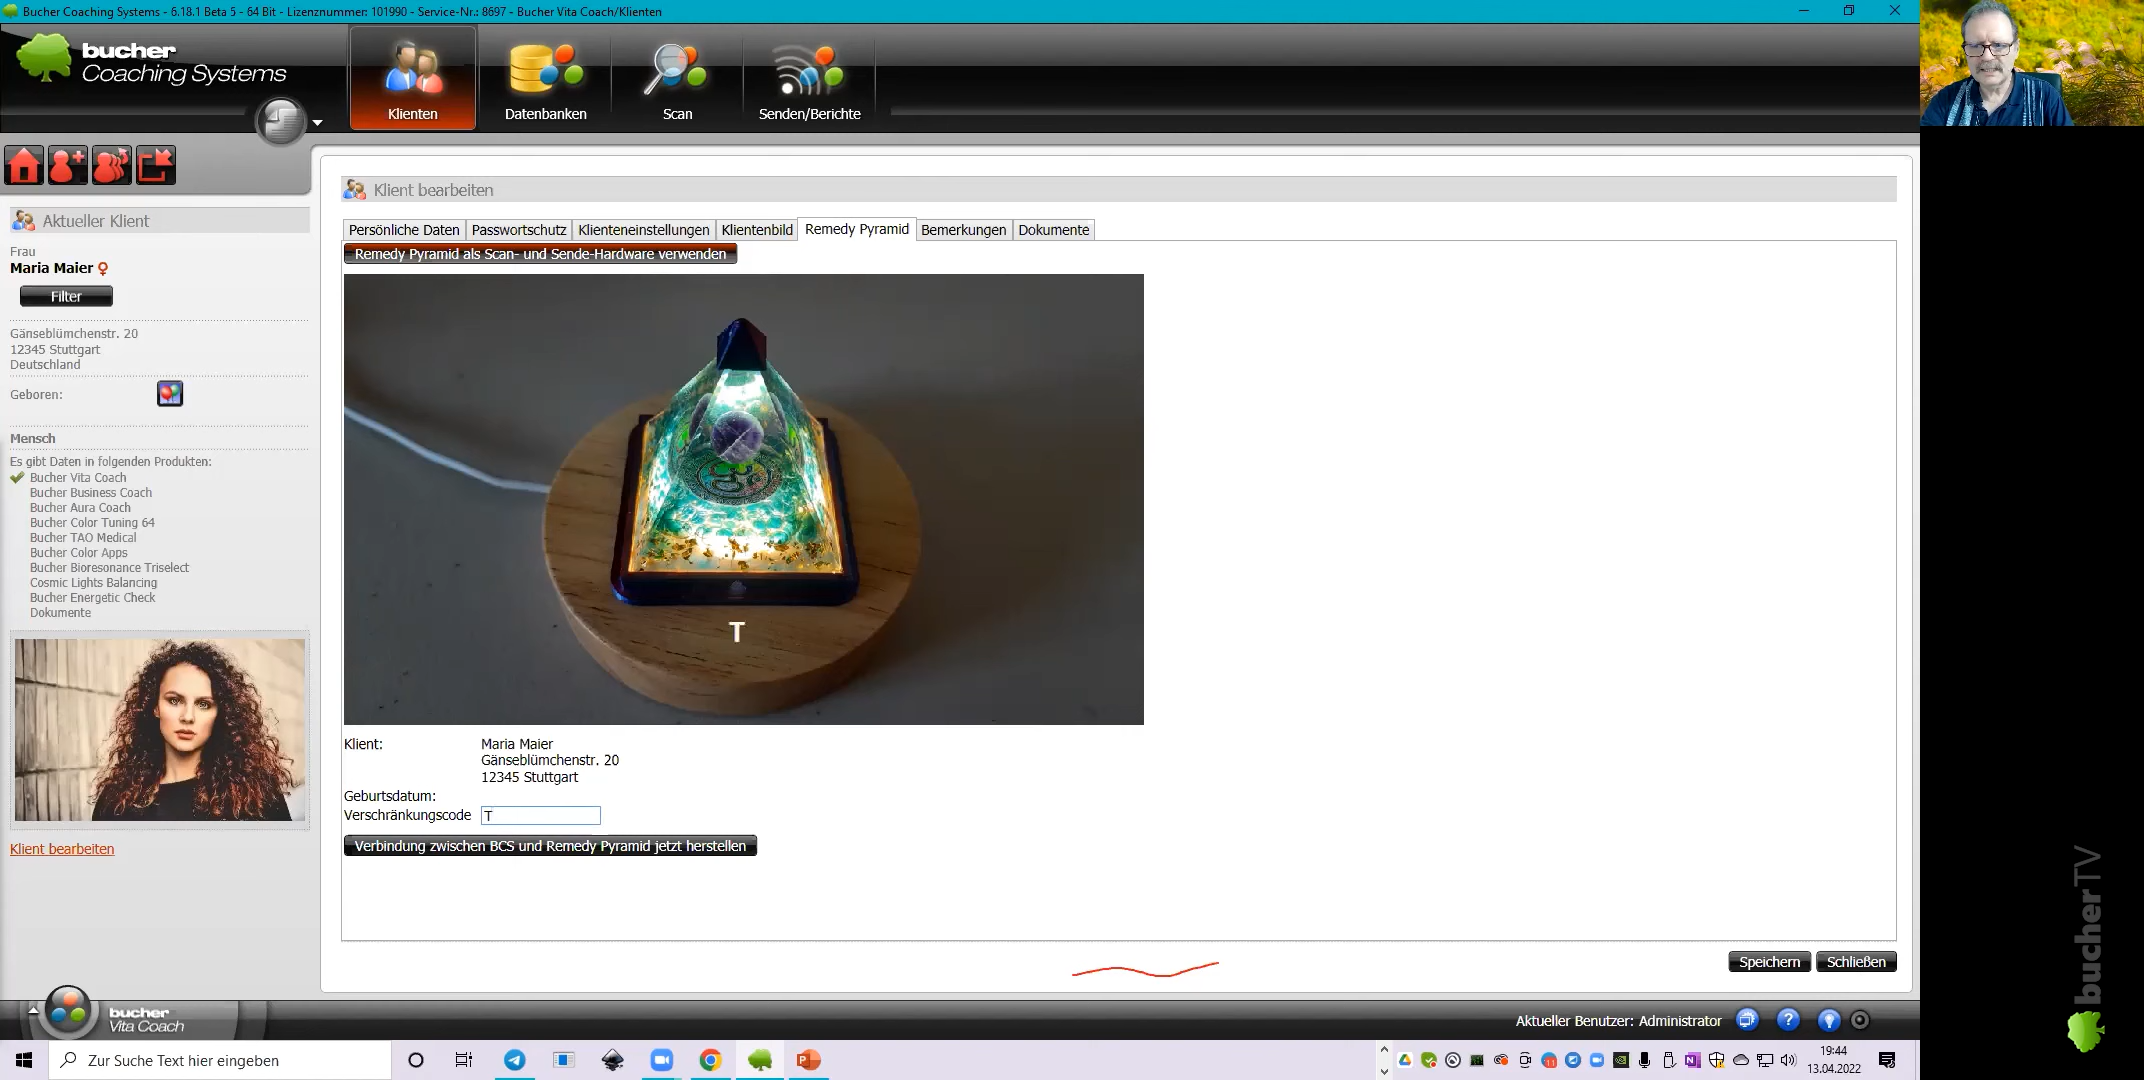 Bucher Coaching Systems - 6.18.1 Beta 5 - 64 Bit - Lizenznummer: 101990 - Service-Nr.: 8697 - Bucher Vita Coach/Klienten
bucher
Coaching Systems
Klienten
Datenbanken
Scan
Senden/Berichte
Aktueller Klient
Frau
Maria Maier ♀
Filter
Gänseblümchenstr. 20
12345 Stuttgart
Deutschland
Geboren:
Mensch
Es gibt Daten in folgenden Produkten:
Bucher Vita Coach
Bucher Business Coach
Bucher Aura Coach
Bucher Color Tuning 64
Bucher TAO Medical
Bucher Color Apps
Bucher Bioresonance Triselect
Cosmic Lights Balancing
Bucher Energetic Check
Dokumente
Klient bearbeiten
Klient bearbeiten
Persönliche Daten Passwortschutz Klienteneinstellungen Klientenbild Remedy Pyramid Bemerkungen Dokumente
Remedy Pyramid als Scan- und Sende-Hardware verwenden
T
Klient: Maria Maier
Gänseblümchenstr. 20
12345 Stuttgart
Geburtsdatum:
Verschränkungscode T
Verbindung zwischen BCS und Remedy Pyramid jetzt herstellen
Speichern Schließen
bucher
Vita Coach
Aktueller Benutzer: Administrator
Zur Suche Text hier eingeben
19:44
13.04.2022
bucherTV